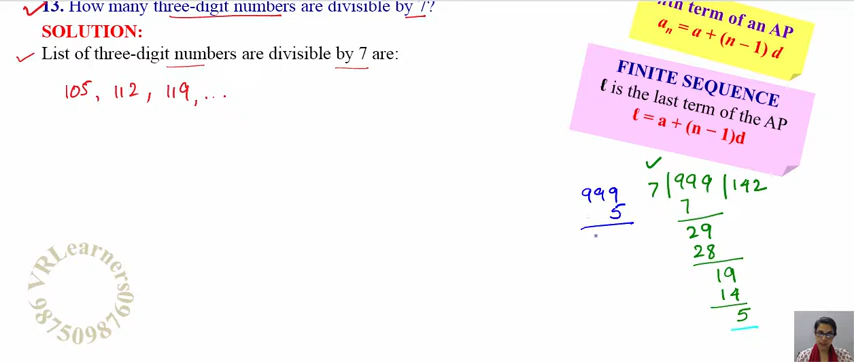 13. How many three-digit numbers are divisible by 7?
SOLUTION:
List of three-digit numbers are divisible by 7 are:
105, 112, 119, ...
nth term of an AP
aₙ = a + (n – 1) d
FINITE SEQUENCE
ℓ is the last term of the AP
ℓ = a + (n – 1)d
999
5
7 |999 |142
7
29
28
19
14
5
VRLearners09875098760